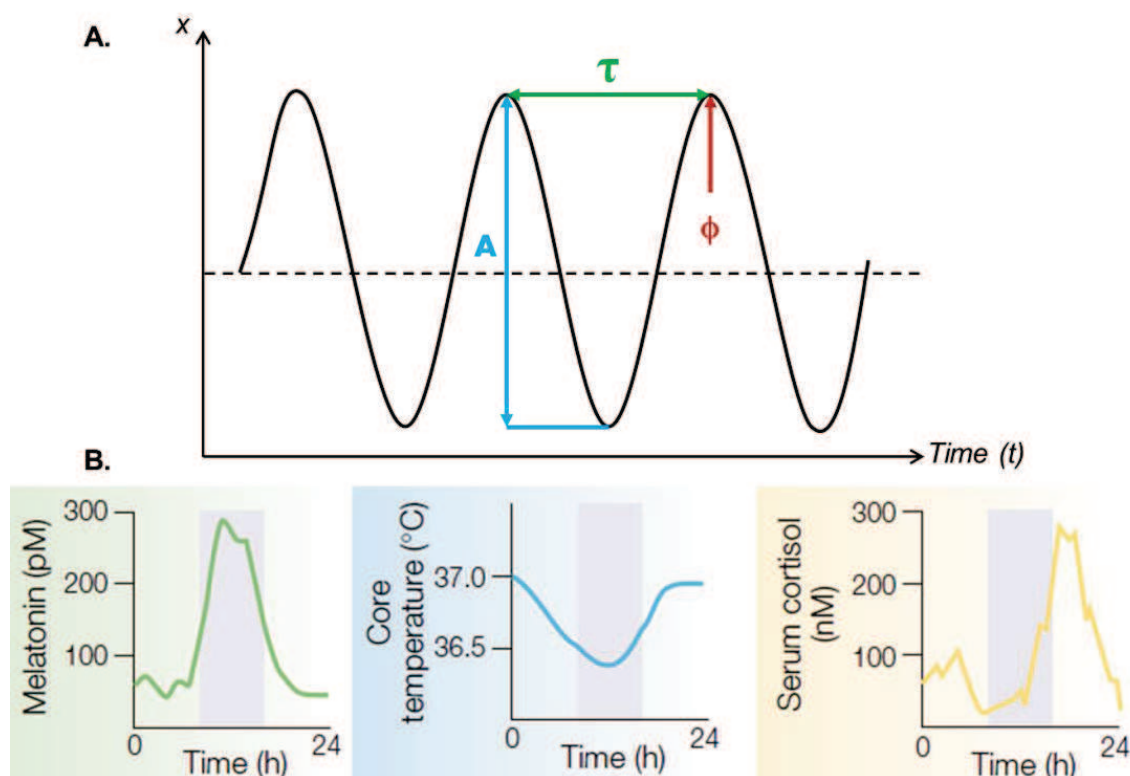 A.
x
τ
A
ϕ
Time (t)
B.
Melatonin (pM)
300
200
100
0
24
Time (h)
Core
temperature (°C)
37.0
36.5
0
24
Time (h)
Serum cortisol
(nM)
300
200
100
0
24
Time (h)